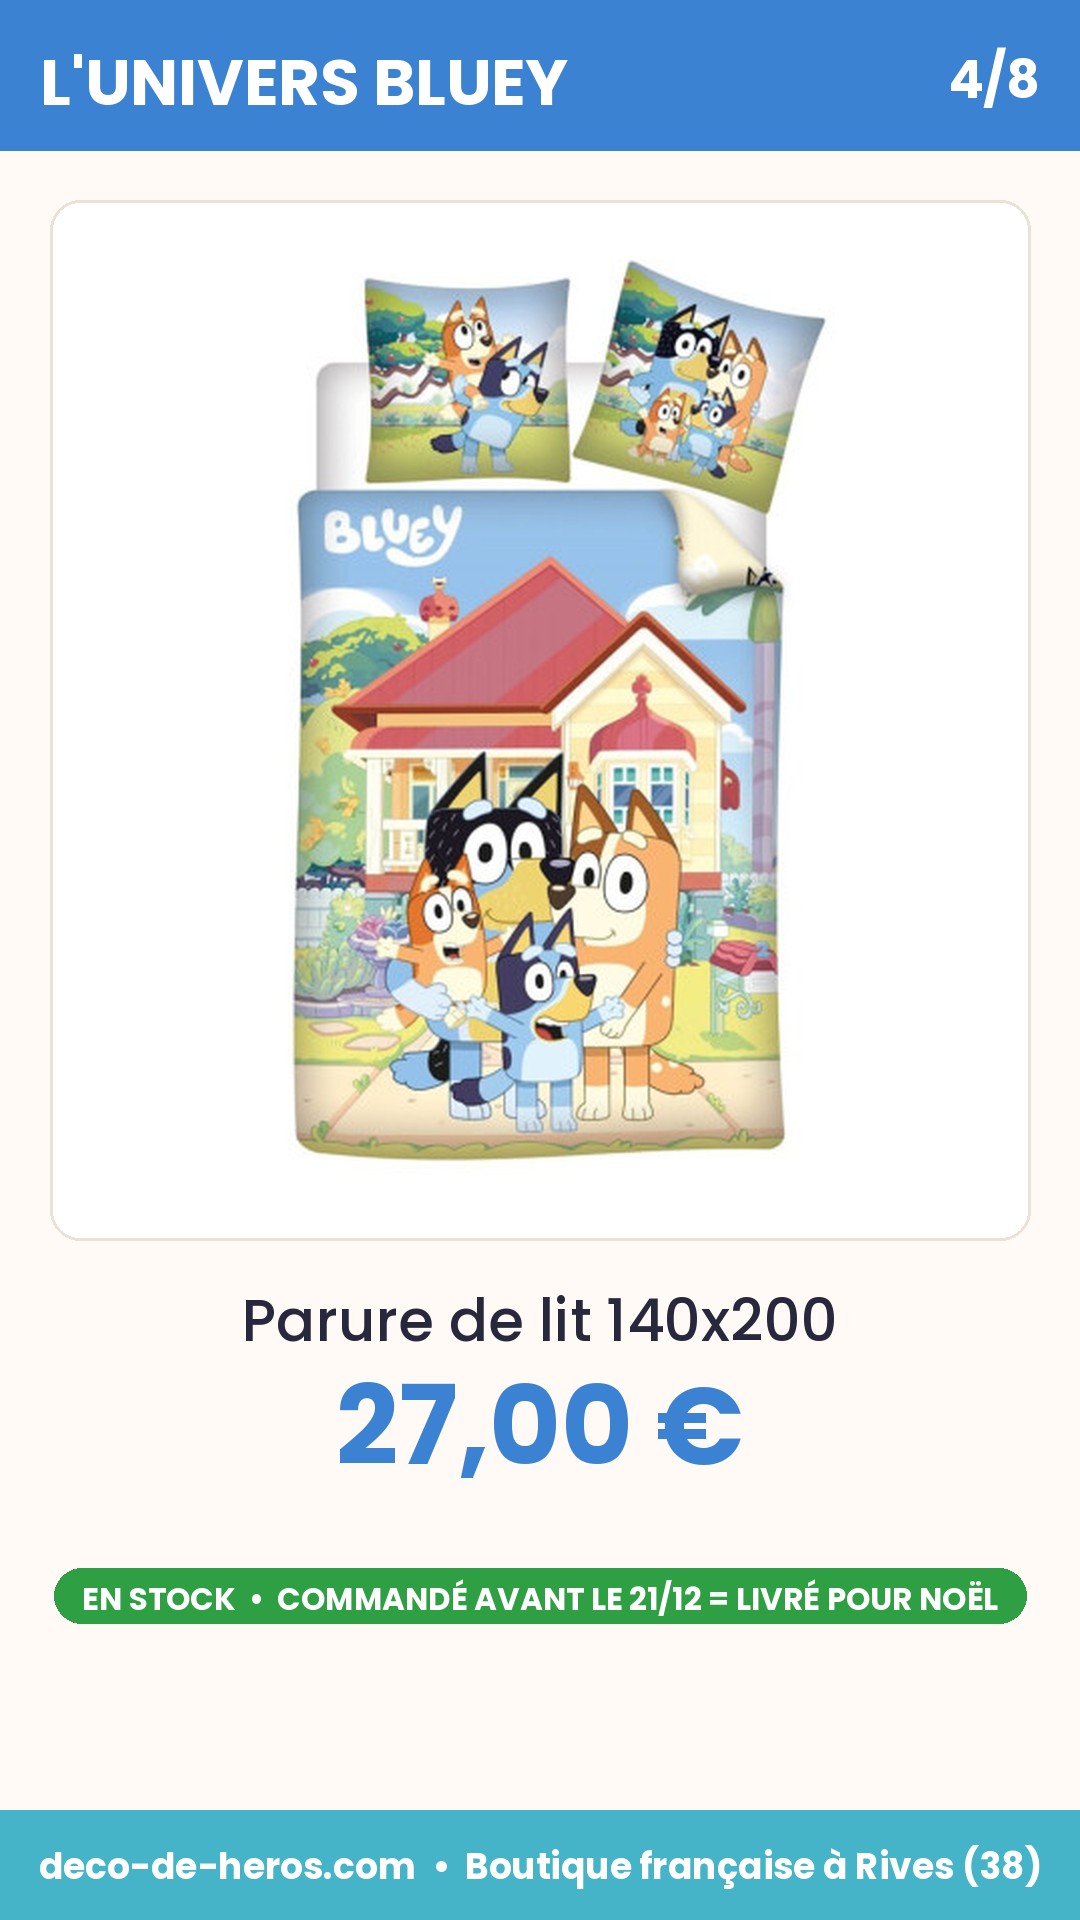 L'UNIVERS BLUEY
4/8
BLUEY
Parure de lit 140x200
27,00 €
EN STOCK • COMMANDÉ AVANT LE 21/12 = LIVRÉ POUR NOËL
deco-de-heros.com • Boutique française à Rives (38)